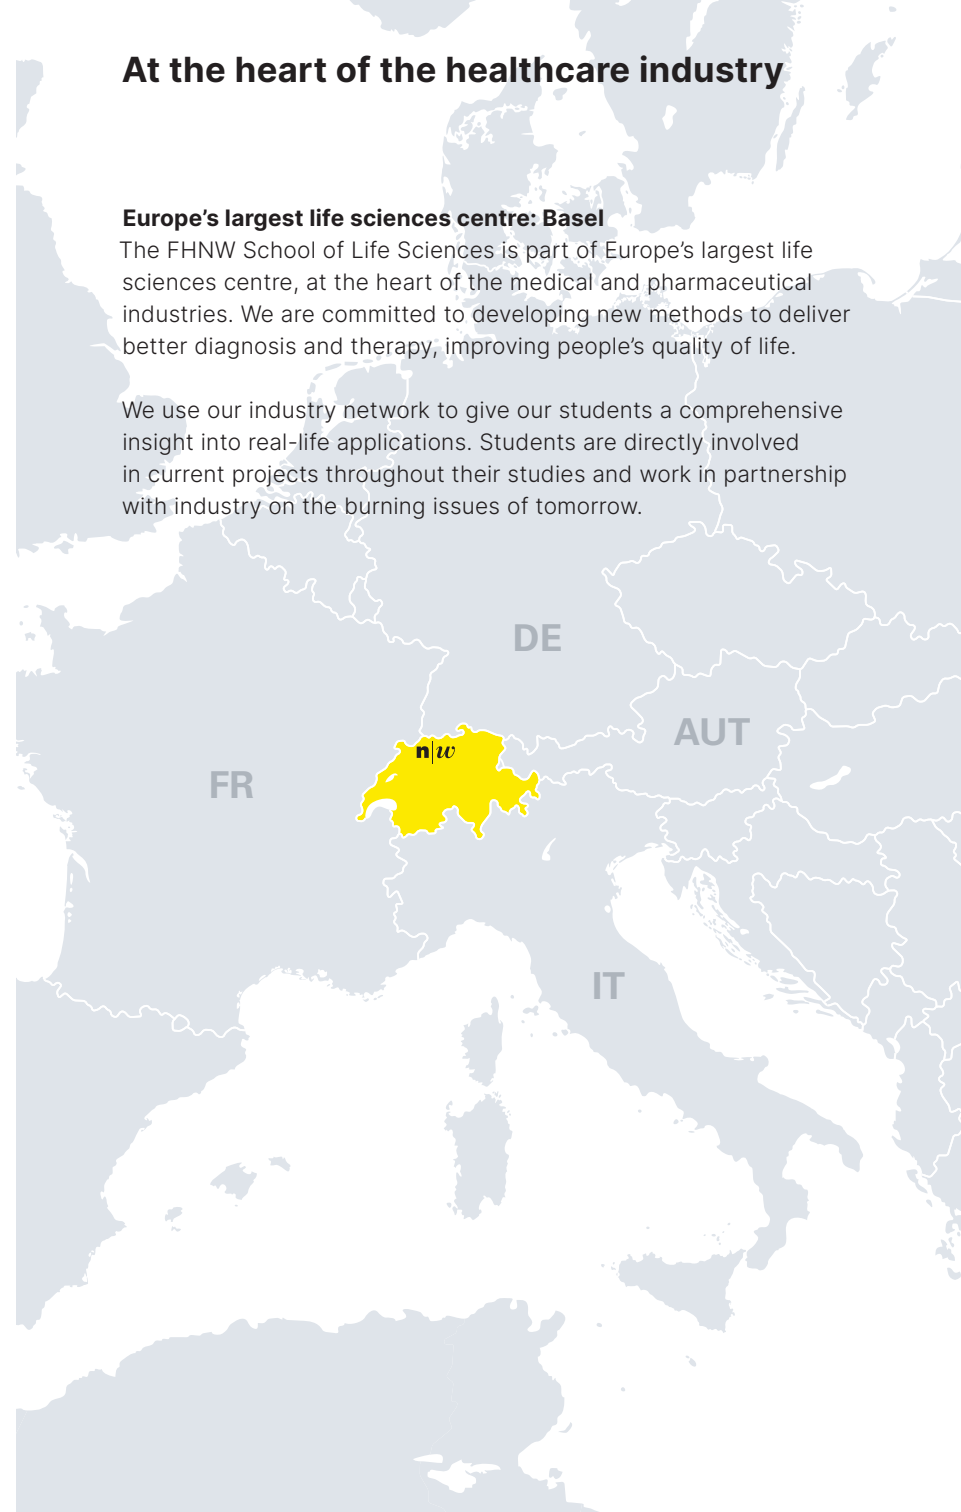 At the heart of the healthcare industry
Europe’s largest life sciences centre: Basel
The FHNW School of Life Sciences is part of Europe’s largest life
sciences centre, at the heart of the medical and pharmaceutical
industries. We are committed to developing new methods to deliver
better diagnosis and therapy, improving people’s quality of life.
We use our industry network to give our students a comprehensive
insight into real-life applications. Students are directly involved
in current projects throughout their studies and work in partnership
with industry on the burning issues of tomorrow.
DE
AUT
n|w
FR
IT